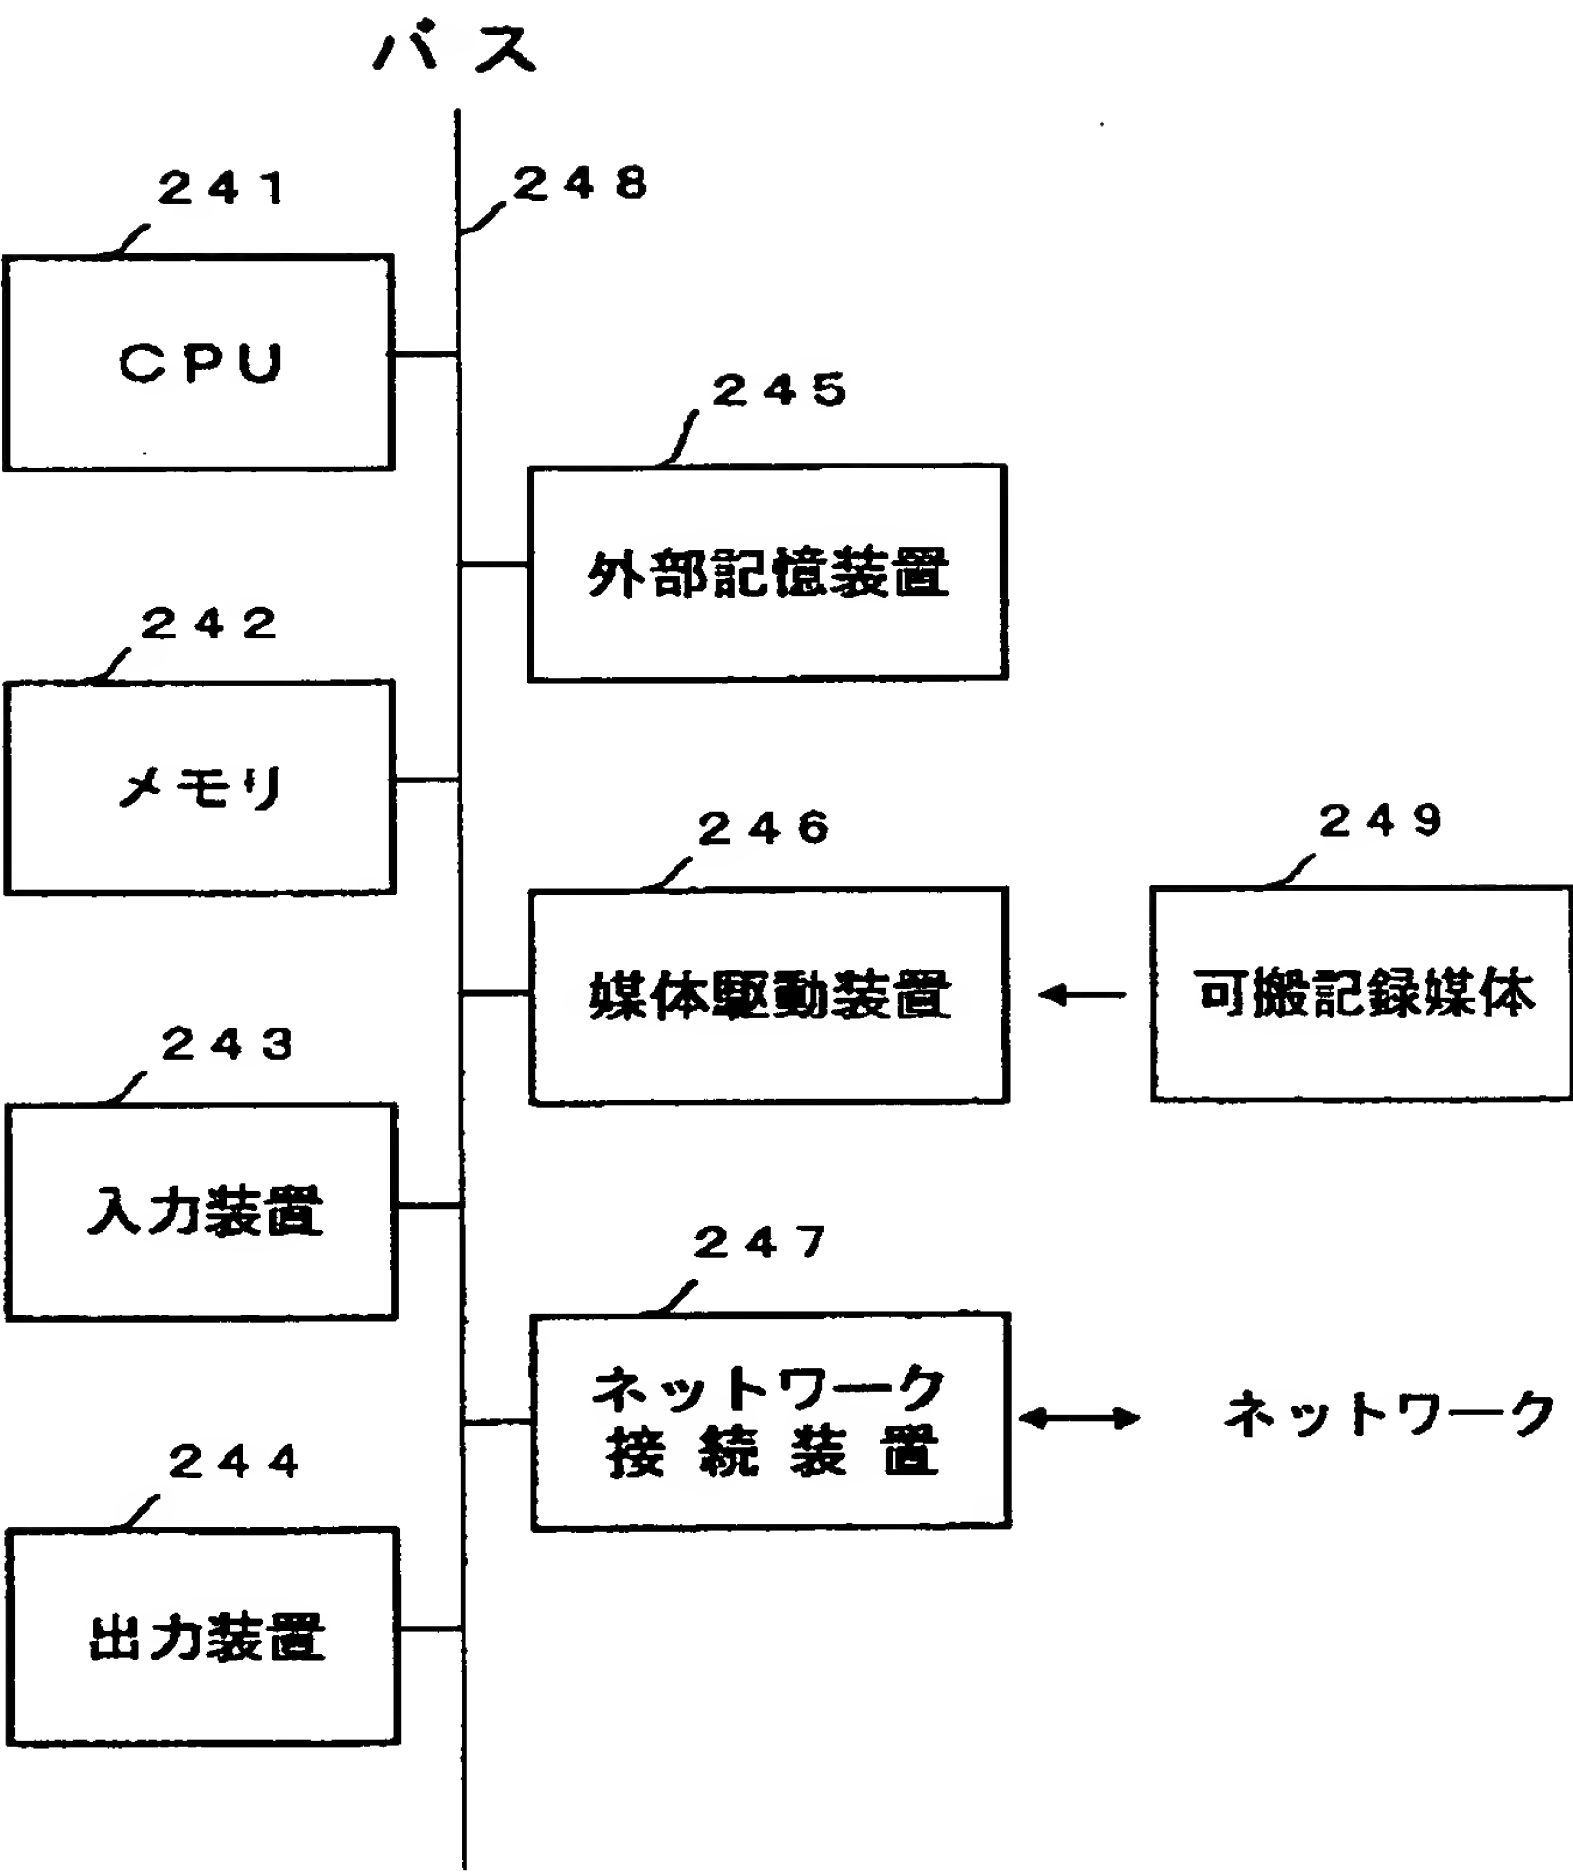 バス
２４１
２４８
ＣＰＵ
２４５
外部記憶装置
２４２
メモリ
２４６
２４９
媒体駆動装置
可搬記録媒体
２４３
入力装置
２４７
ネットワーク
接続装置
ネットワーク
２４４
出力装置